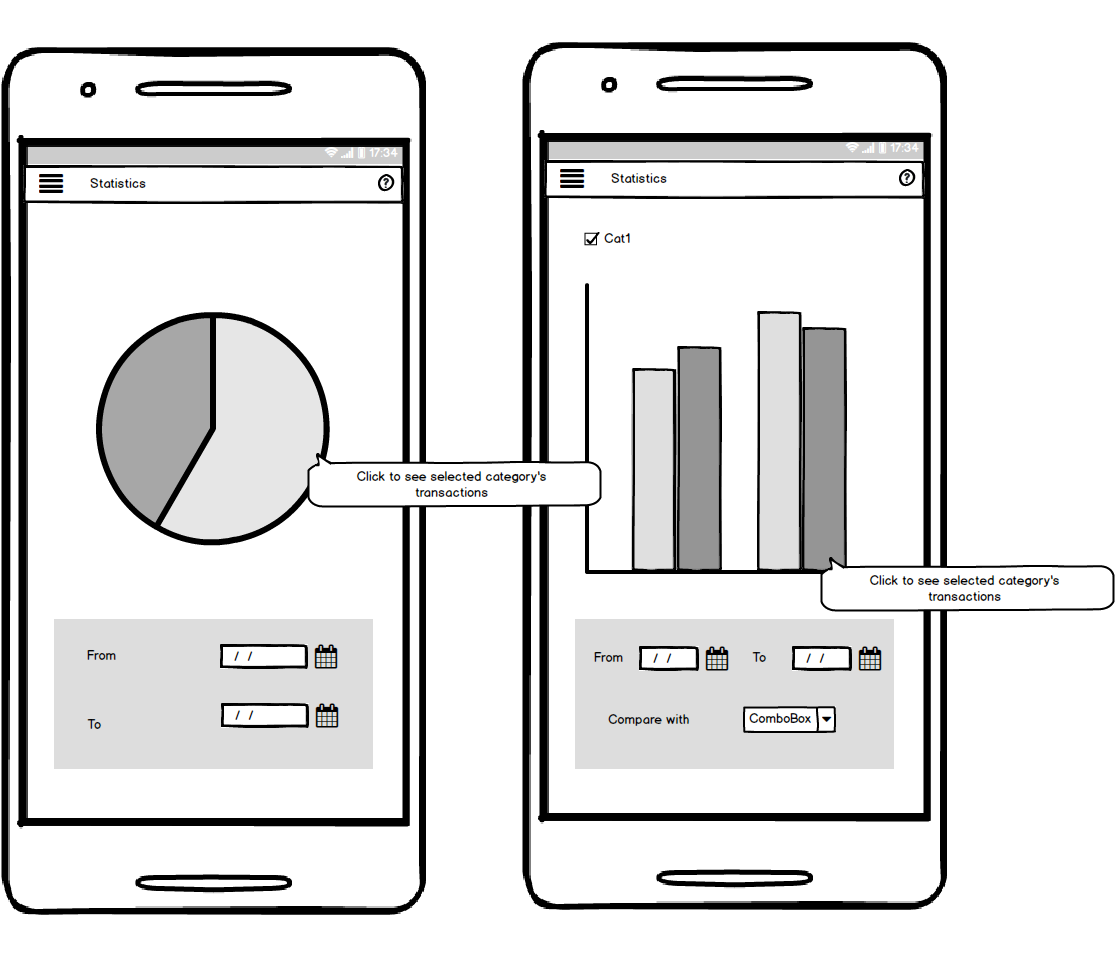 17:34
Statistics
?
Click to see selected category's
transactions
From
/ /
To
/ /
17:34
Statistics
?
Cat1
Click to see selected category's
transactions
From
/ /
To
/ /
Compare with
ComboBox